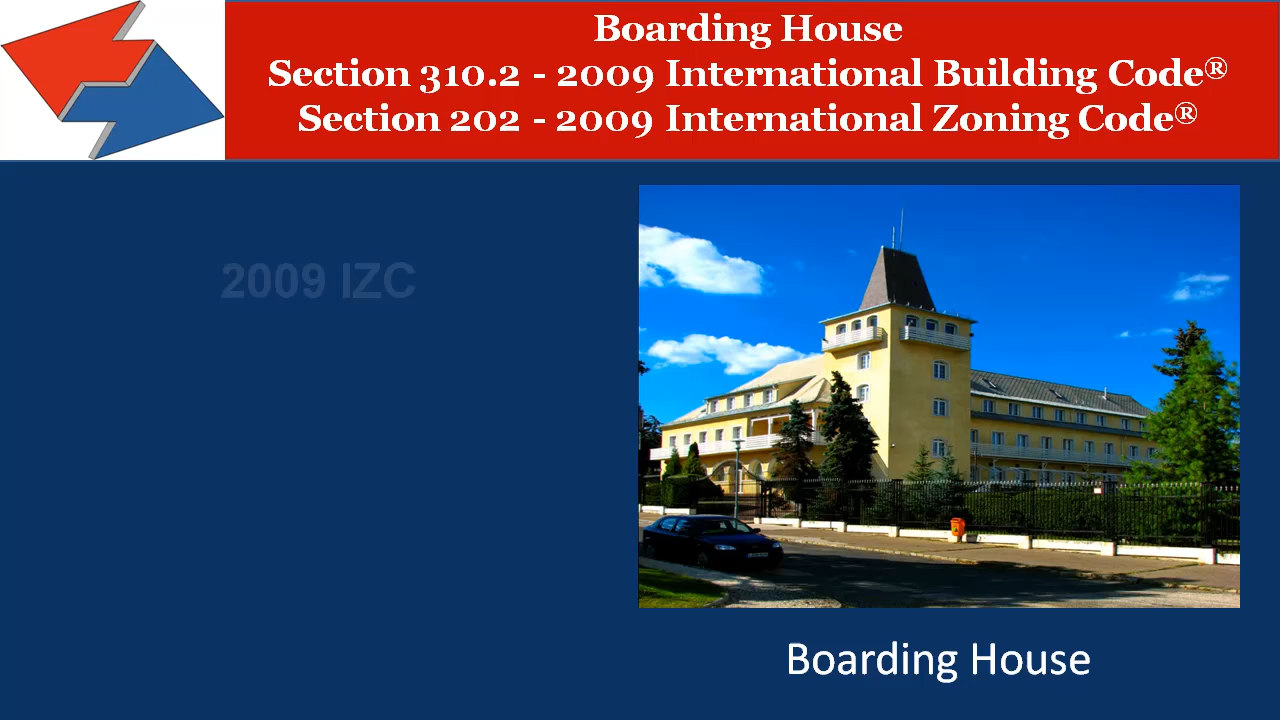 Boarding House
Section 310.2 - 2009 International Building Code®
Section 202 - 2009 International Zoning Code®
2009 IZC
Boarding House